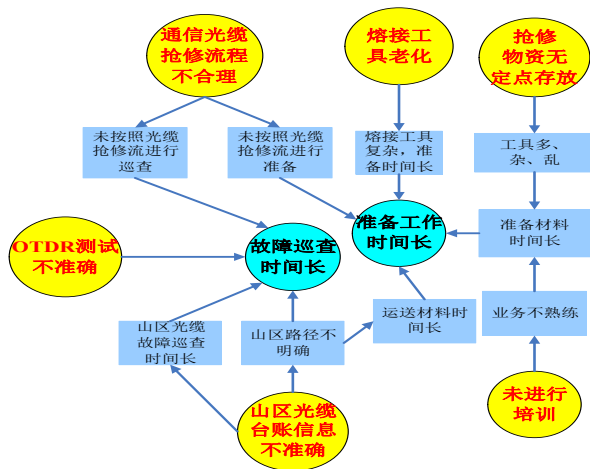 通信光缆
抢修流程
不合理
熔接工
具老化
抢修
物资无
定点存放
未按照光缆
抢修流进行
巡查
未按照光缆
抢修流进行
准备
熔接工具
复杂，准
备时间长
工具多、
杂、乱
OTDR测试
不准确
故障巡查
时间长
准备工作
时间长
准备材料
时间长
山区光缆
故障巡查
时间长
山区路径不
明确
运送材料时
间长
业务不熟练
山区光缆
台账信息
不准确
未进行
培训